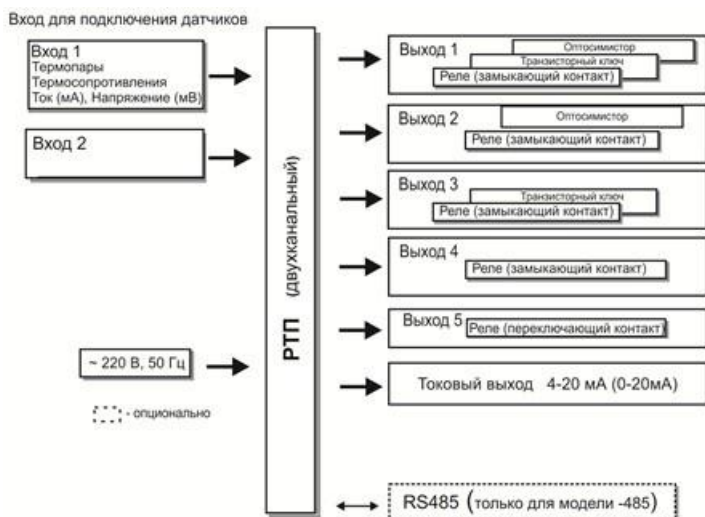 Вход для подключения датчиков
Вход 1
Термопары
Термосопротивления
Ток (мА), Напряжение (мВ)
Вход 2
~ 220 В, 50 Гц
- опционально
РТП (двухканальный)
Выход 1
Оптосимистор
Транзисторный ключ
Реле (замыкающий контакт)
Выход 2
Оптосимистор
Реле (замыкающий контакт)
Выход 3
Транзисторный ключ
Реле (замыкающий контакт)
Выход 4
Реле (замыкающий контакт)
Выход 5
Реле (переключающий контакт)
Токовый выход 4-20 мА (0-20мА)
RS485 (только для модели -485)